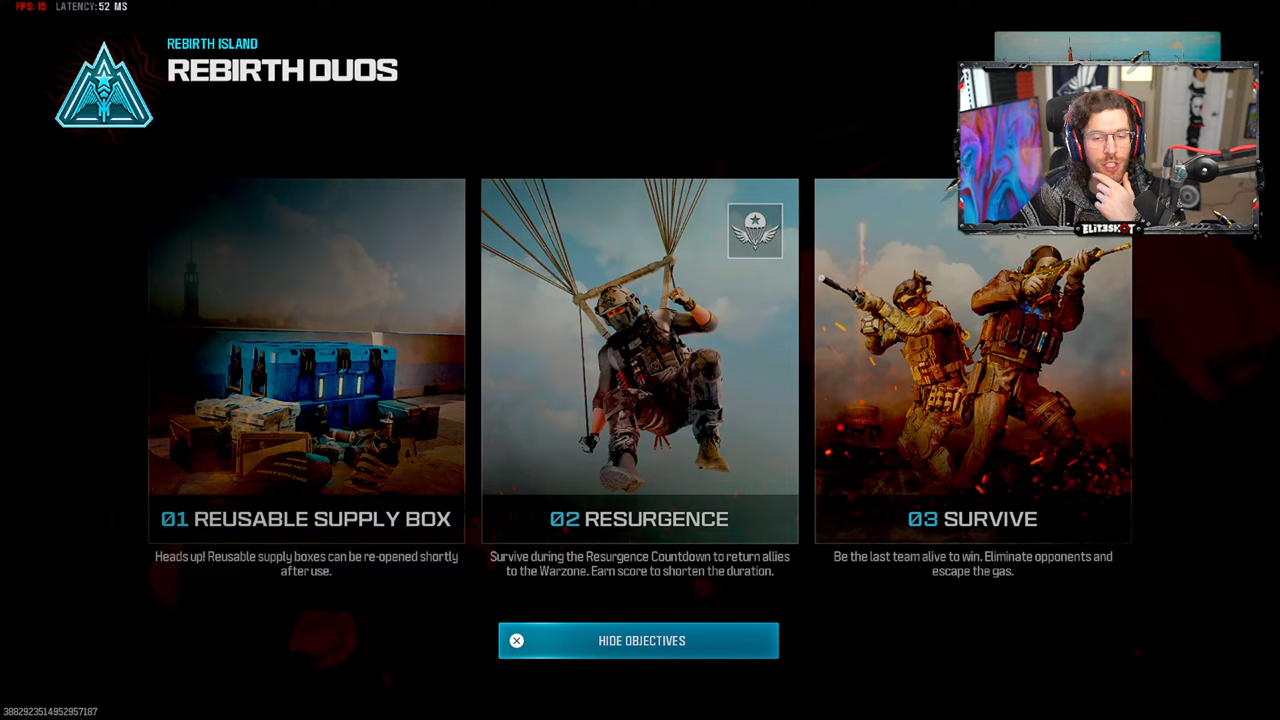 FPS: 15 LATENCY: 52 MS
REBIRTH ISLAND
REBIRTH DUOS
ELITESKOT
01 REUSABLE SUPPLY BOX
02 RESURGENCE
03 SURVIVE
Heads up! Reusable supply boxes can be re-opened shortly
after use.
Survive during the Resurgence Countdown to return allies
to the Warzone. Earn score to shorten the duration.
Be the last team alive to win. Eliminate opponents and
escape the gas.
HIDE OBJECTIVES
3882923514952957187